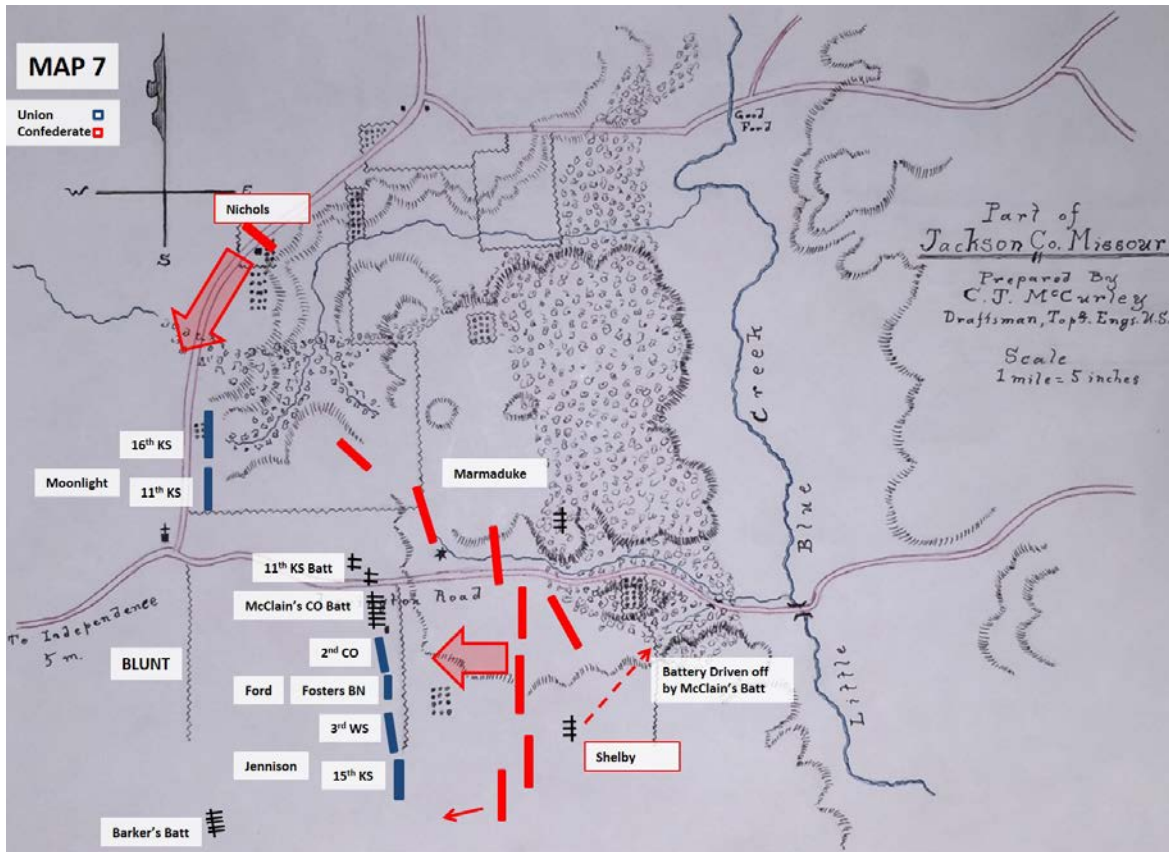 MAP 7
Union
Confederate
W
E
S
Good
Ford
Part of
Jackson Co. Missour
Prepared By
C. J. McCurley
Draftsman, Topg. Engs. U.S.
Scale
1 mile = 5 inches
Nichols
16th KS
Moonlight
11th KS
Marmaduke
Creek
Blue
Little
11th KS Batt
McClain's CO Batt
Road
To Independence
5 m.
BLUNT
2nd CO
Ford
Fosters BN
3rd WS
Jennison
15th KS
Battery Driven off
by McClain's Batt
Shelby
Barker's Batt